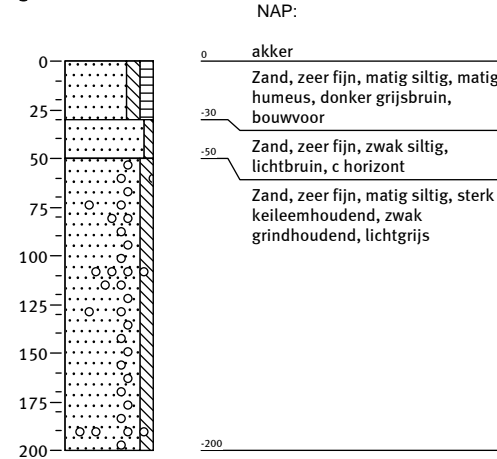 NAP:
0
akker
Zand, zeer fijn, matig siltig, matig
humeus, donker grijsbruin,
bouwvoor
-30
Zand, zeer fijn, zwak siltig,
lichtbruin, c horizont
-50
Zand, zeer fijn, matig siltig, sterk
keileemhoudend, zwak
grindhoudend, lichtgrijs
-200
0
25
50
75
100
125
150
175
200